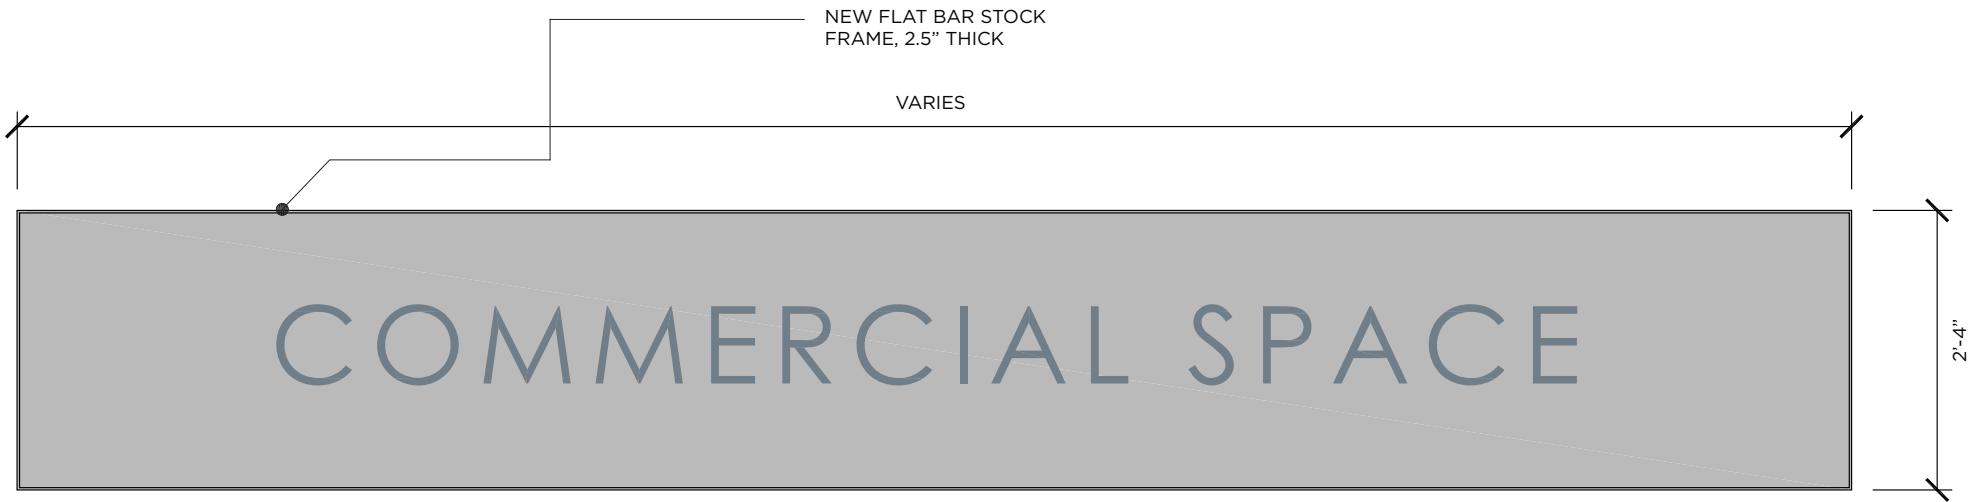 NEW FLAT BAR STOCK
FRAME, 2.5” THICK
VARIES
COMMERCIAL SPACE
2’-4”